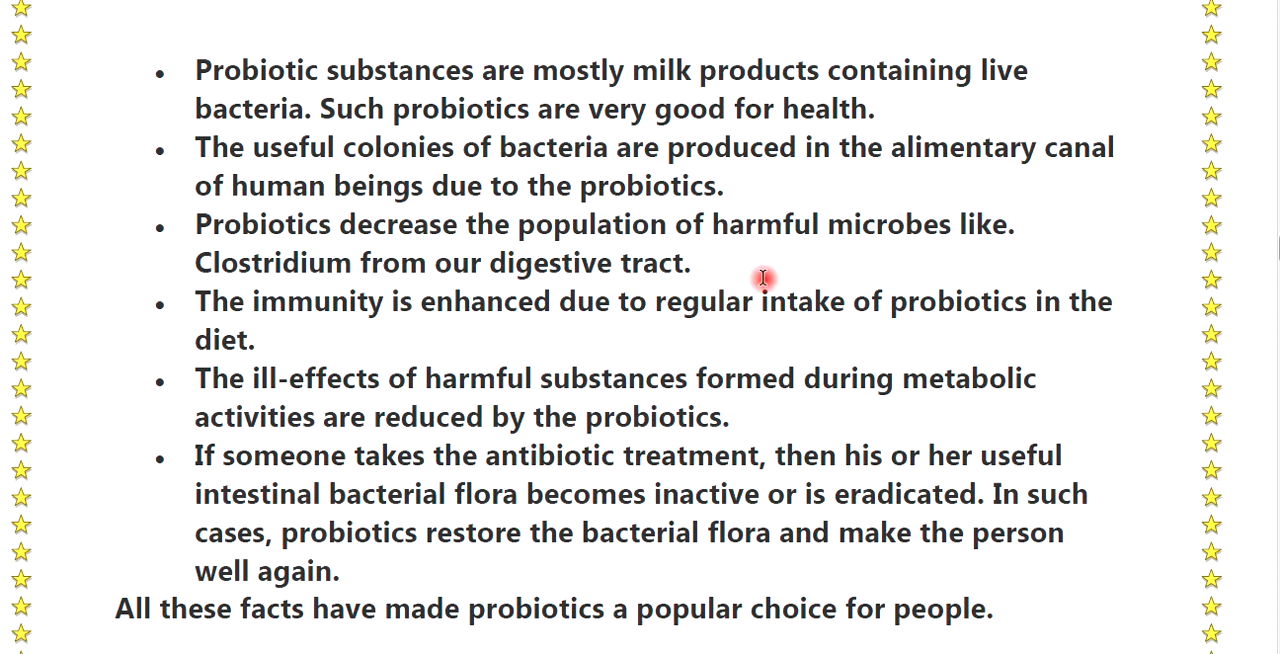 • Probiotic substances are mostly milk products containing live
bacteria. Such probiotics are very good for health.
• The useful colonies of bacteria are produced in the alimentary canal
of human beings due to the probiotics.
• Probiotics decrease the population of harmful microbes like.
Clostridium from our digestive tract.
• The immunity is enhanced due to regular intake of probiotics in the
diet.
• The ill-effects of harmful substances formed during metabolic
activities are reduced by the probiotics.
• If someone takes the antibiotic treatment, then his or her useful
intestinal bacterial flora becomes inactive or is eradicated. In such
cases, probiotics restore the bacterial flora and make the person
well again.
All these facts have made probiotics a popular choice for people.